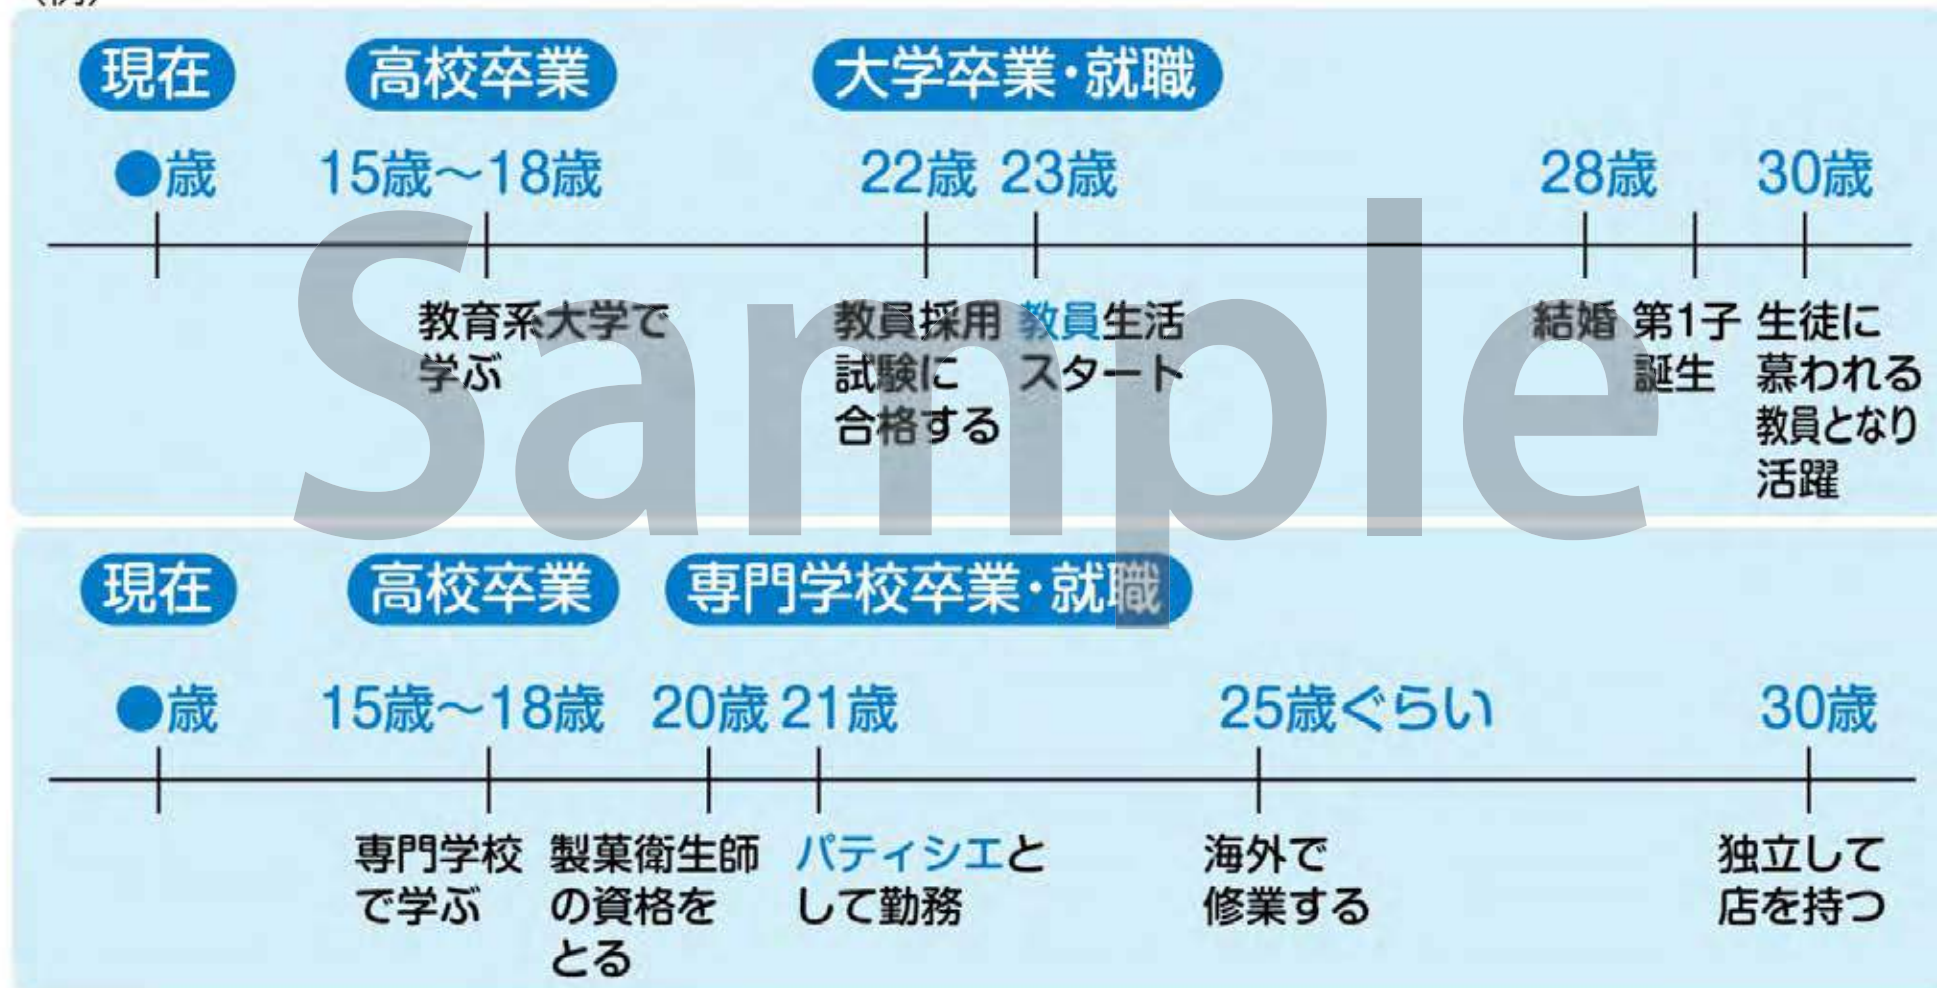 (例)
現在 高校卒業 大学卒業・就職
●歳 15歳～18歳 22歳 23歳 28歳 30歳
教育系大学で
学ぶ
教員採用
試験に
合格する
教員生活
スタート
結婚
第1子
誕生
生徒に
慕われる
教員となり
活躍
現在 高校卒業 専門学校卒業・就職
●歳 15歳～18歳 20歳 21歳 25歳ぐらい 30歳
専門学校
で学ぶ
製菓衛生師
の資格を
とる
パティシエと
して勤務
海外で
修業する
独立して
店を持つ
Sample